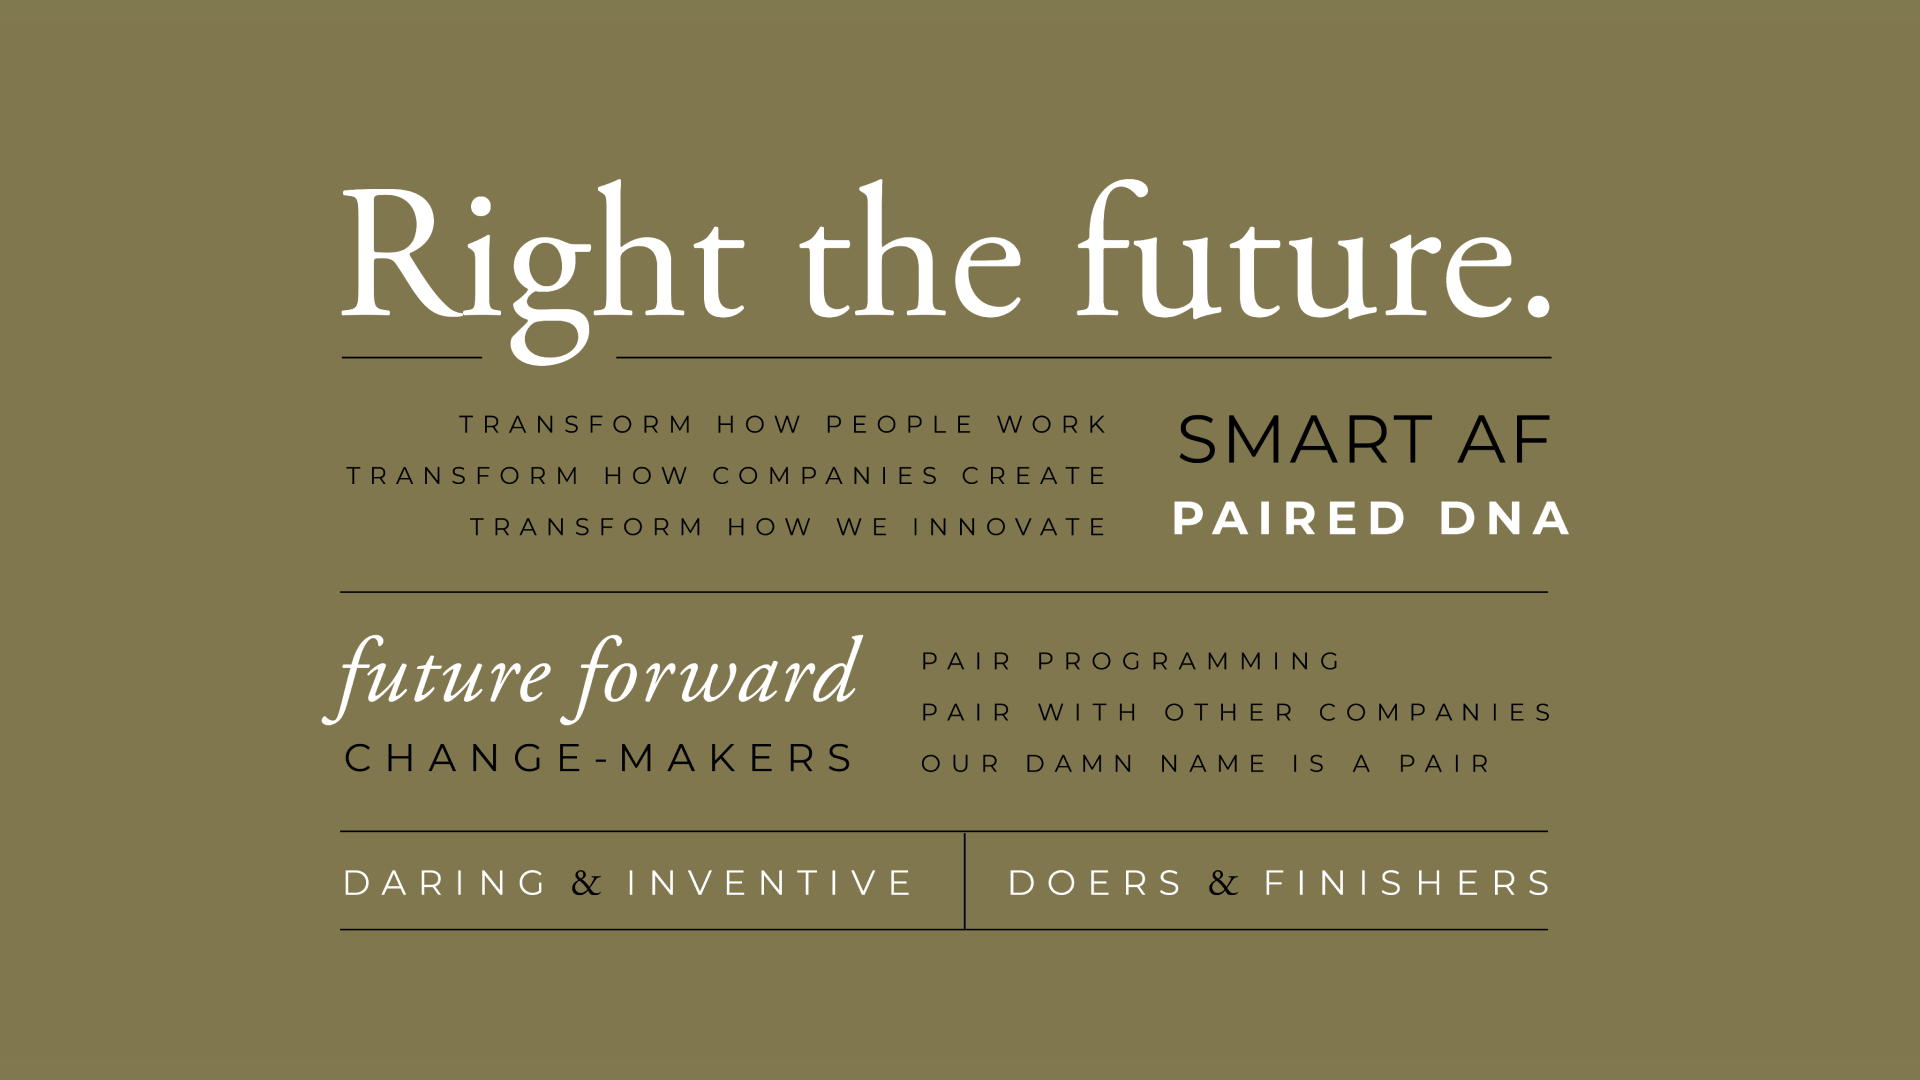 Right the future.
TRANSFORM HOW PEOPLE WORK
TRANSFORM HOW COMPANIES CREATE
TRANSFORM HOW WE INNOVATE
SMART AF
PAIRED DNA
future forward
CHANGE-MAKERS
PAIR PROGRAMMING
PAIR WITH OTHER COMPANIES
OUR DAMN NAME IS A PAIR
DARING & INVENTIVE
DOERS & FINISHERS